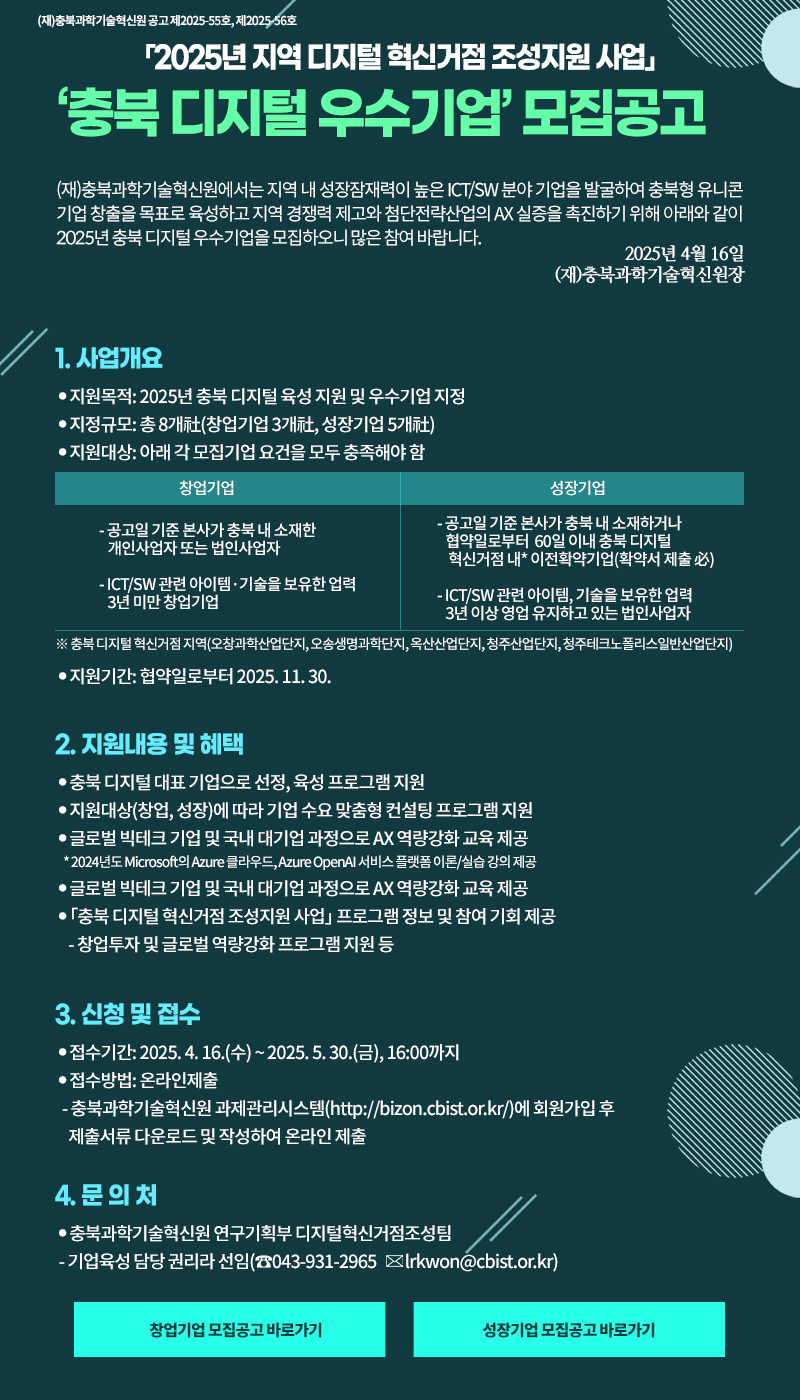 (재)충북과학기술혁신원 공고 제2025-55호, 제2025-56호
「2025년 지역 디지털 혁신거점 조성지원 사업」
‘충북 디지털 우수기업’ 모집공고
(재)충북과학기술혁신원에서는 지역 내 성장잠재력이 높은 ICT/SW 분야 기업을 발굴하여 충북형 유니콘
기업 창출을 목표로 육성하고 지역 경쟁력 제고와 첨단전략산업의 AX 실증을 촉진하기 위해 아래와 같이
2025년 충북 디지털 우수기업을 모집하오니 많은 참여 바랍니다.
2025년 4월 16일
(재)충북과학기술혁신원장
1. 사업개요
● 지원목적: 2025년 충북 디지털 육성 지원 및 우수기업 지정
● 지정규모: 총 8개社(창업기업 3개社, 성장기업 5개社)
● 지원대상: 아래 각 모집기업 요건을 모두 충족해야 함
창업기업
- 공고일 기준 본사가 충북 내 소재한
개인사업자 또는 법인사업자
- ICT/SW 관련 아이템·기술을 보유한 업력
3년 미만 창업기업
성장기업
- 공고일 기준 본사가 충북 내 소재하거나
협약일로부터 60일 이내 충북 디지털
혁신거점 내* 이전확약기업(확약서 제출 必)
- ICT/SW 관련 아이템, 기술을 보유한 업력
3년 이상 영업 유지하고 있는 법인사업자
※ 충북 디지털 혁신거점 지역(오창과학산업단지, 오송생명과학단지, 옥산산업단지, 청주산업단지, 청주테크노폴리스일반산업단지)
● 지원기간: 협약일로부터 2025. 11. 30.
2. 지원내용 및 혜택
● 충북 디지털 대표 기업으로 선정, 육성 프로그램 지원
● 지원대상(창업, 성장)에 따라 기업 수요 맞춤형 컨설팅 프로그램 지원
● 글로벌 빅테크 기업 및 국내 대기업 과정으로 AX 역량강화 교육 제공
* 2024년도 Microsoft의 Azure 클라우드, Azure OpenAI 서비스 플랫폼 이론/실습 강의 제공
● 글로벌 빅테크 기업 및 국내 대기업 과정으로 AX 역량강화 교육 제공
● 「충북 디지털 혁신거점 조성지원 사업」 프로그램 정보 및 참여 기회 제공
- 창업투자 및 글로벌 역량강화 프로그램 지원 등
3. 신청 및 접수
● 접수기간: 2025. 4. 16.(수) ~ 2025. 5. 30.(금), 16:00까지
● 접수방법: 온라인제출
- 충북과학기술혁신원 과제관리시스템(http://bizon.cbist.or.kr/)에 회원가입 후
제출서류 다운로드 및 작성하여 온라인 제출
4. 문 의 처
● 충북과학기술혁신원 연구기획부 디지털혁신거점조성팀
- 기업육성 담당 권리라 선임(☎043-931-2965 ✉lrkwon@cbist.or.kr)
창업기업 모집공고 바로가기
성장기업 모집공고 바로가기